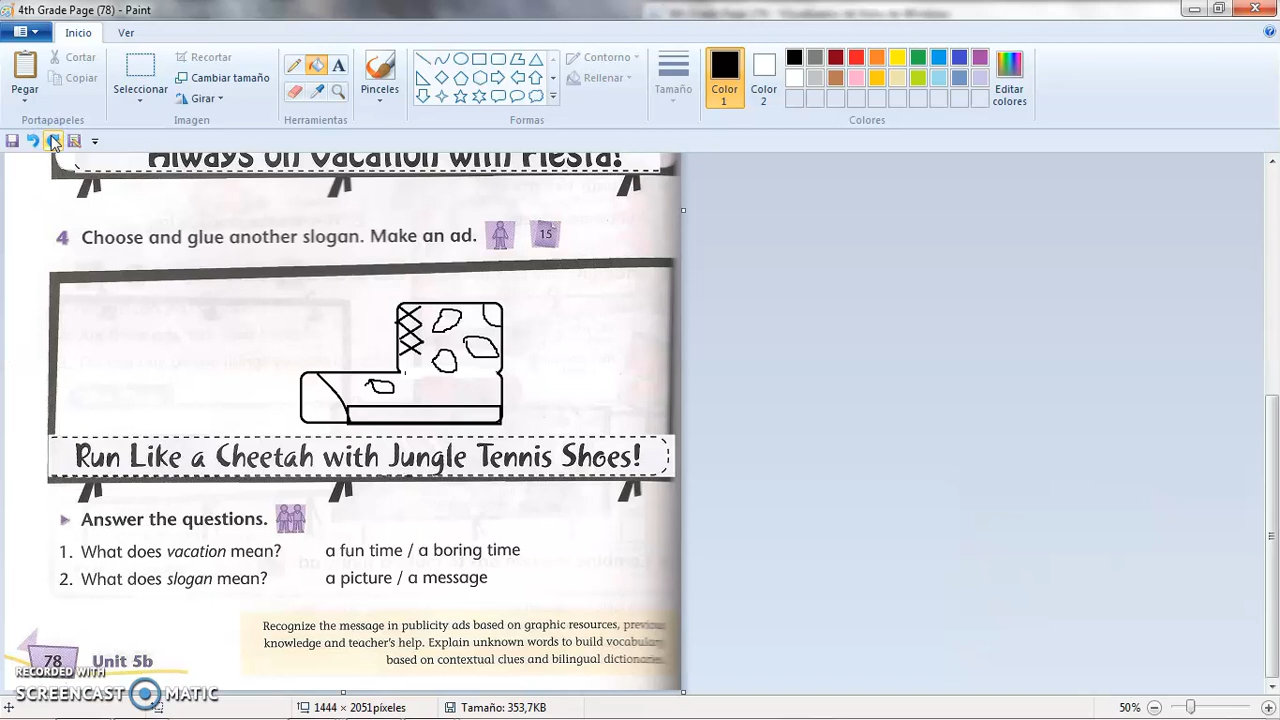 4th Grade Page (78) - Paint
Inicio Ver
Pegar
Cortar
Copiar
Portapapeles
Seleccionar
Recortar
Cambiar tamaño
Girar
Imagen
A
Herramientas
Pinceles
Contorno
Rellenar
Formas
Tamaño
Color 1
Color 2
Editar colores
Colores
Always on Vacation with Fiesta!
4 Choose and glue another slogan. Make an ad. 15
Run Like a Cheetah with Jungle Tennis Shoes!
Answer the questions.
1. What does vacation mean? a fun time / a boring time
2. What does slogan mean? a picture / a message
Recognize the message in publicity ads based on graphic resources, previous
knowledge and teacher's help. Explain unknown words to build vocabulary
based on contextual clues and bilingual dictionaries.
78 Unit 5b
RECORDED WITH
SCREENCAST MATIC
1444 × 2051píxeles
Tamaño: 353,7KB
50%